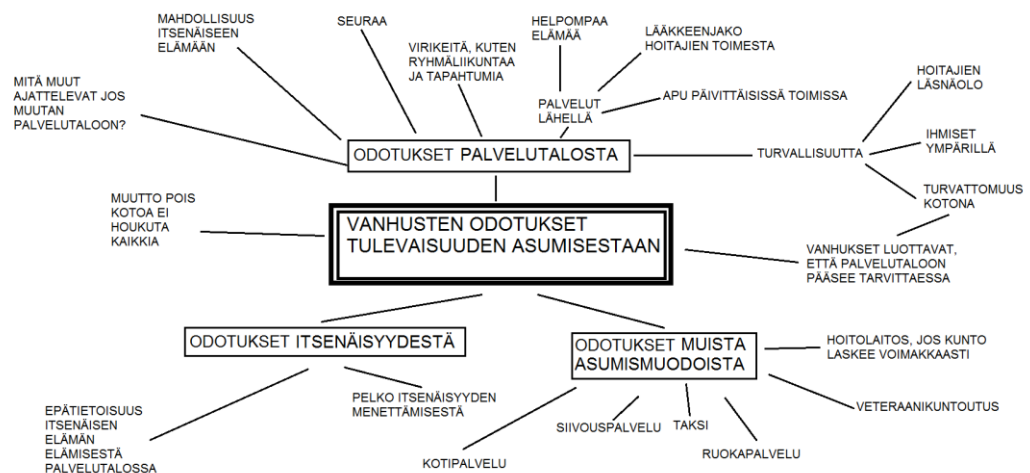 MAHDOLLISUUS
ITSENÄISEEN
ELÄMÄÄN
SEURAA
VIRIKEITÄ, KUTEN
RYHMÄLIIKUNTAA
JA TAPAHTUMIA
HELPOMPAA
ELÄMÄÄ
LÄÄKKEENJAKO
HOITAJIEN TOIMESTA
MITÄ MUUT
AJATTELEVAT JOS
MUUTAN
PALVELUTALOON?
PALVELUT
LÄHELLÄ
APU PÄIVITTÄISISSÄ TOIMISSA
HOITAJIEN
LÄSNÄOLO
ODOTUKSET PALVELUTALOSTA
TURVALLISUUTTA
IHMISET
YMPÄRILLÄ
TURVATTOMUUS
KOTONA
MUUTTO POIS
KOTOA EI
HOUKUTA
KAIKKIA
VANHUSTEN ODOTUKSET
TULEVAISUUDEN ASUMISESTAAN
VANHUKSET LUOTTAVAT,
ETTÄ PALVELUTALOON
PÄÄSEE TARVITTAESSA
ODOTUKSET ITSENÄISYYDESTÄ
ODOTUKSET MUISTA
ASUMISMUODOISTA
HOITOLAITOS, JOS KUNTO
LASKEE VOIMAKKAASTI
PELKO ITSENÄISYYDEN
MENETTÄMISESTÄ
VETERAANIKUNTOUTUS
EPÄTIETOISUUS
ITSENÄISEN
ELÄMÄN
ELÄMISESTÄ
PALVELUTALOSSA
SIIVOUSPALVELU
TAKSI
RUOKAPALVELU
KOTIPALVELU